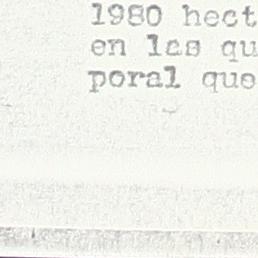 1980 hect
en las qu
poral que